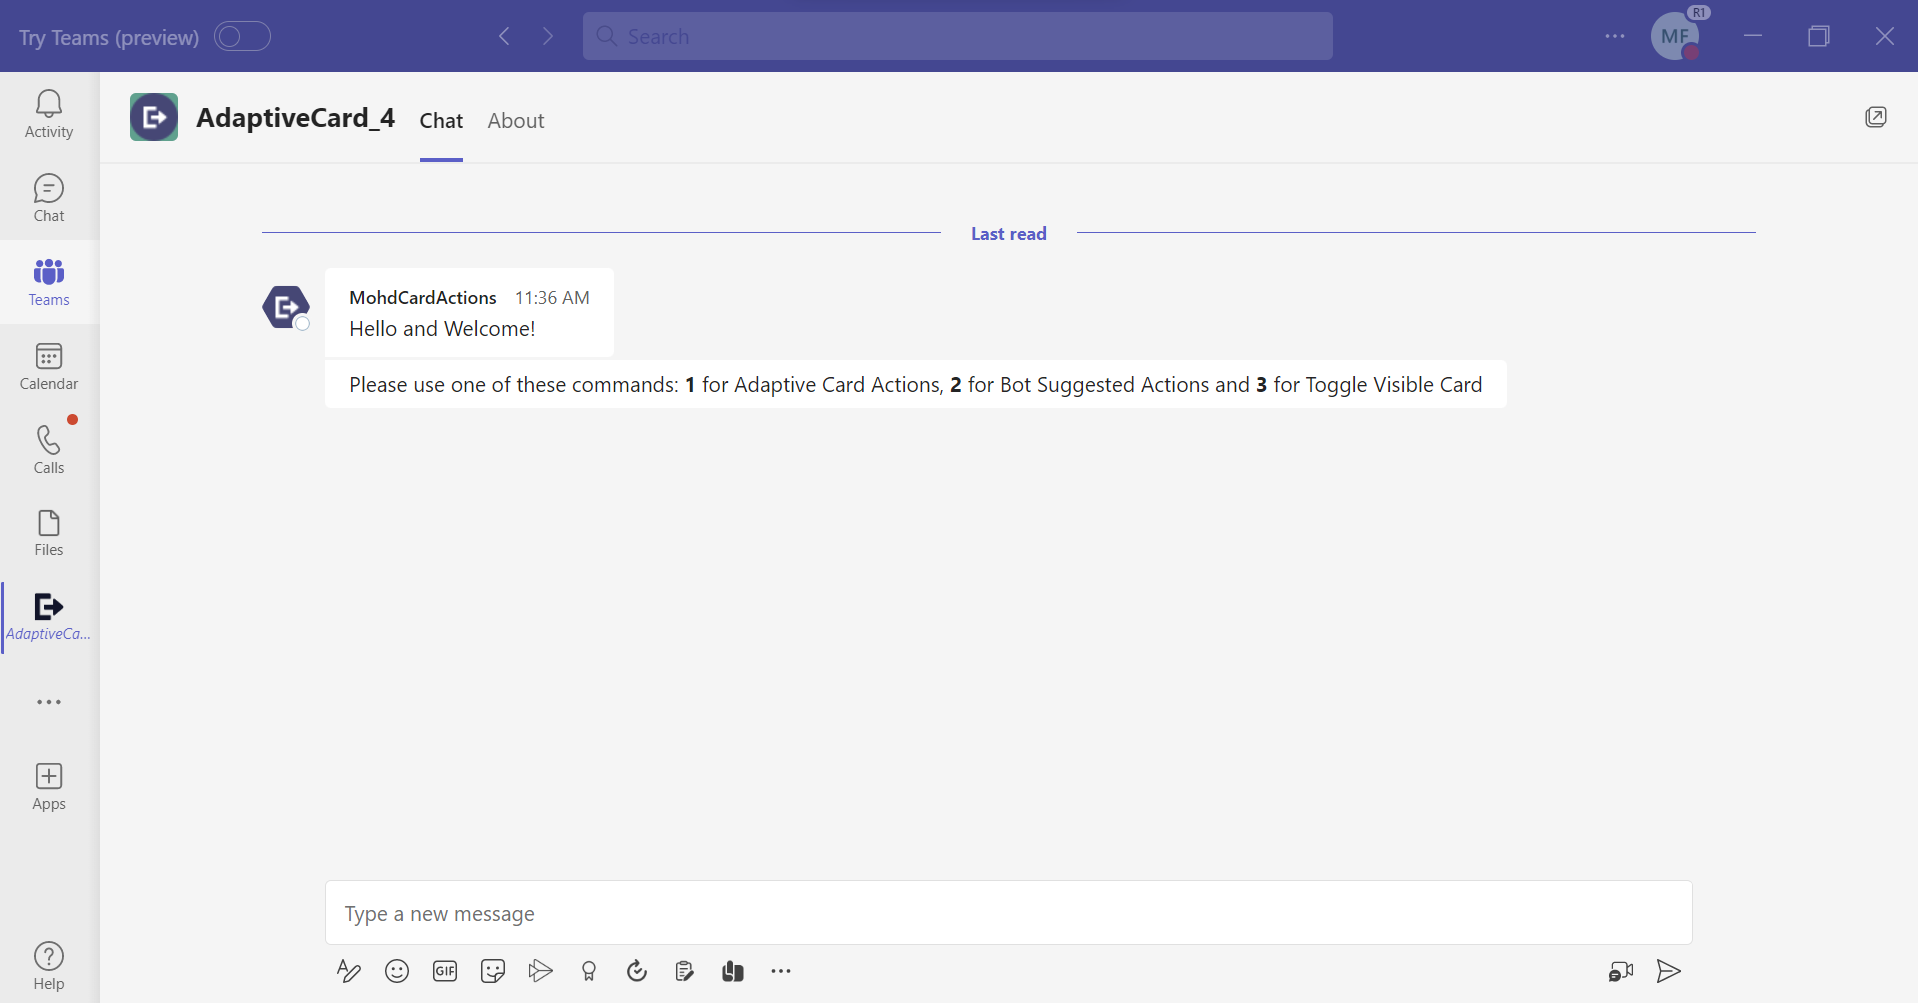 Try Teams (preview)
Search
R1
MF
Activity
Chat
Teams
Calendar
Calls
Files
AdaptiveCa...
Apps
Help
AdaptiveCard_4
Chat
About
Last read
MohdCardActions 11:36 AM
Hello and Welcome!
Please use one of these commands: 1 for Adaptive Card Actions, 2 for Bot Suggested Actions and 3 for Toggle Visible Card
Type a new message
GIF